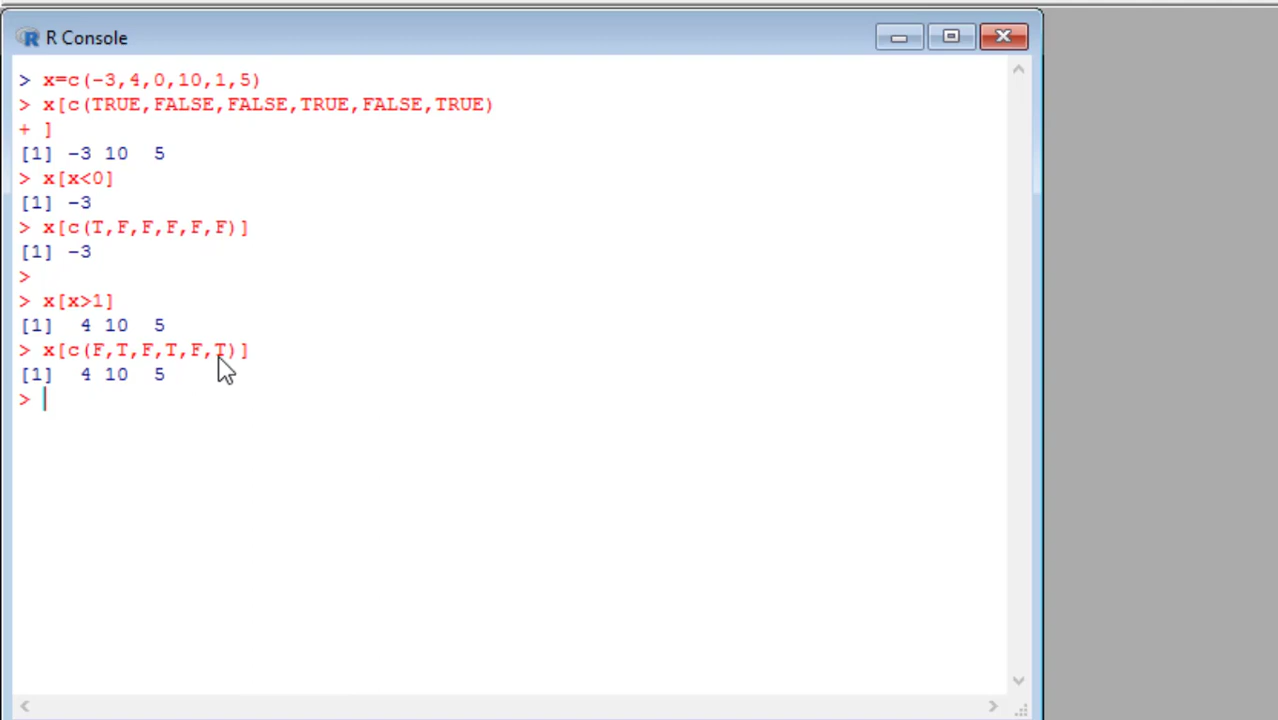 R Console
> x=c(-3,4,0,10,1,5)
> x[c(TRUE,FALSE,FALSE,TRUE,FALSE,TRUE)
+ ]
[1] -3 10  5
> x[x<0]
[1] -3
> x[c(T,F,F,F,F,F)]
[1] -3
>
> x[x>1]
[1]  4 10  5
> x[c(F,T,F,T,F,T)]
[1]  4 10  5
>